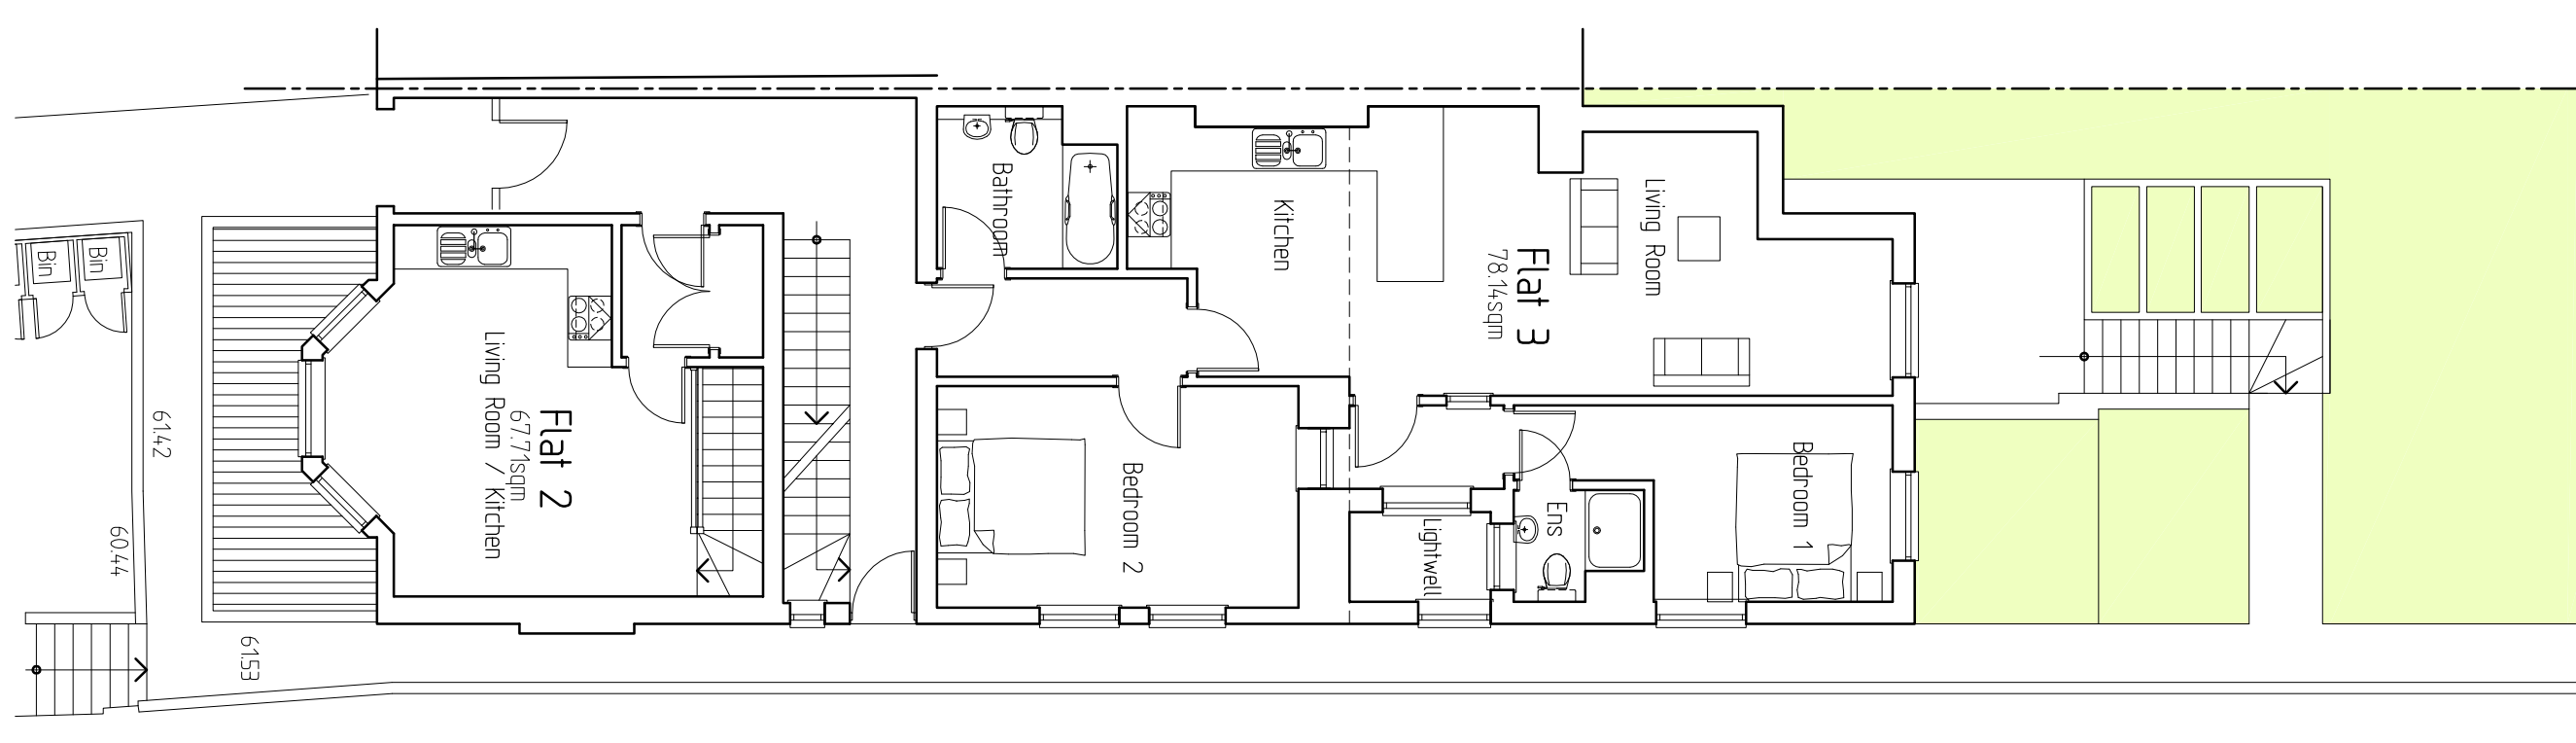 Bin
Bin
61.42
60.44
61.53
Living Room / Kitchen
Flat 2
67.71sqm
Bathroom
Kitchen
Flat 3
78.14sqm
Living Room
Bedroom 2
Lightwell
Ens
Bedroom 1